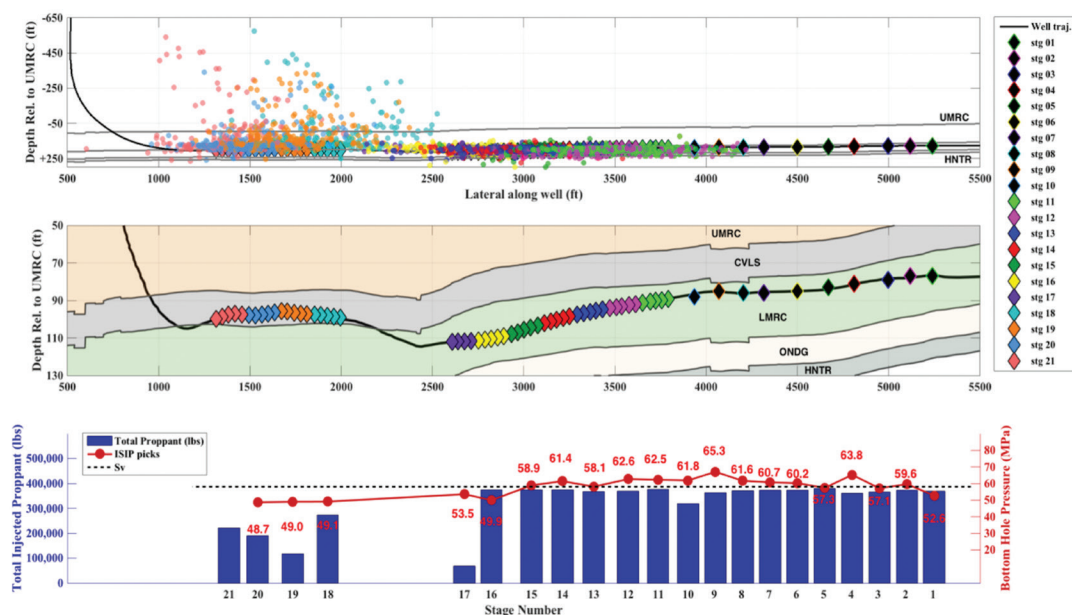 -650
-450
-250
-50
+250
Depth Rel. to UMRC (ft)
UMRC
HNTR
500 1000 1500 2000 2500 3000 3500 4000 4500 5000 5500
Lateral along well (ft)
Well traj.
stg 01
stg 02
stg 03
stg 04
stg 05
stg 06
stg 07
stg 08
stg 09
stg 10
stg 11
stg 12
stg 13
stg 14
stg 15
stg 16
stg 17
stg 18
stg 19
stg 20
stg 21
50
70
90
110
130
Depth Rel. to UMRC (ft)
UMRC
CVLS
LMRC
ONDG
HNTR
500 1000 1500 2000 2500 3000 3500 4000 4500 5000 5500
Total Proppant (lbs)
ISIP picks
Sv
Total Injected Proppant (lbs)
500,000
400,000
300,000
200,000
100,000
0
48.7 49.0 49.1 53.5 49.9 58.9 61.4 58.1 62.6 62.5 61.8 65.3 61.6 60.7 60.2 57.3 63.8 57.1 59.6 52.6
80
70
60
50
40
30
20
Bottom Hole Pressure (MPa)
21 20 19 18 17 16 15 14 13 12 11 10 9 8 7 6 5 4 3 2 1
Stage Number